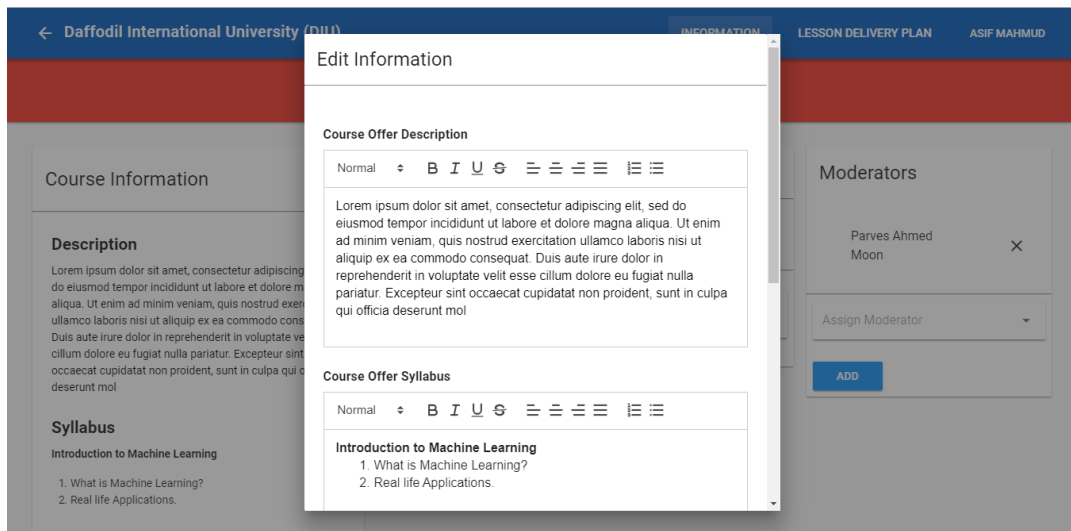 Daffodil International University (DIU)
INFORMATION
LESSON DELIVERY PLAN
ASIF MAHMUD
Edit Information
Course Offer Description
Normal
Lorem ipsum dolor sit amet, consectetur adipiscing elit, sed do
eiusmod tempor incididunt ut labore et dolore magna aliqua. Ut enim
ad minim veniam, quis nostrud exercitation ullamco laboris nisi ut
aliquip ex ea commodo consequat. Duis aute irure dolor in
reprehenderit in voluptate velit esse cillum dolore eu fugiat nulla
pariatur. Excepteur sint occaecat cupidatat non proident, sunt in culpa
qui officia deserunt mol
Course Offer Syllabus
Normal
Introduction to Machine Learning
1. What is Machine Learning?
2. Real life Applications.
Course Information
Description
Lorem ipsum dolor sit amet, consectetur adipiscing
do eiusmod tempor incididunt ut labore et dolore
aliqua. Ut enim ad minim veniam, quis nostrud
ullamco laboris nisi ut aliquip ex ea commodo
Duis aute irure dolor in reprehenderit in voluptate
cillum dolore eu fugiat nulla pariatur. Excepteur sint
occaecat cupidatat non proident, sunt in culpa qui
deserunt mol
Syllabus
Introduction to Machine Learning
1. What is Machine Learning?
2. Real life Applications.
Moderators
Parves Ahmed
Moon
Assign Moderator
ADD